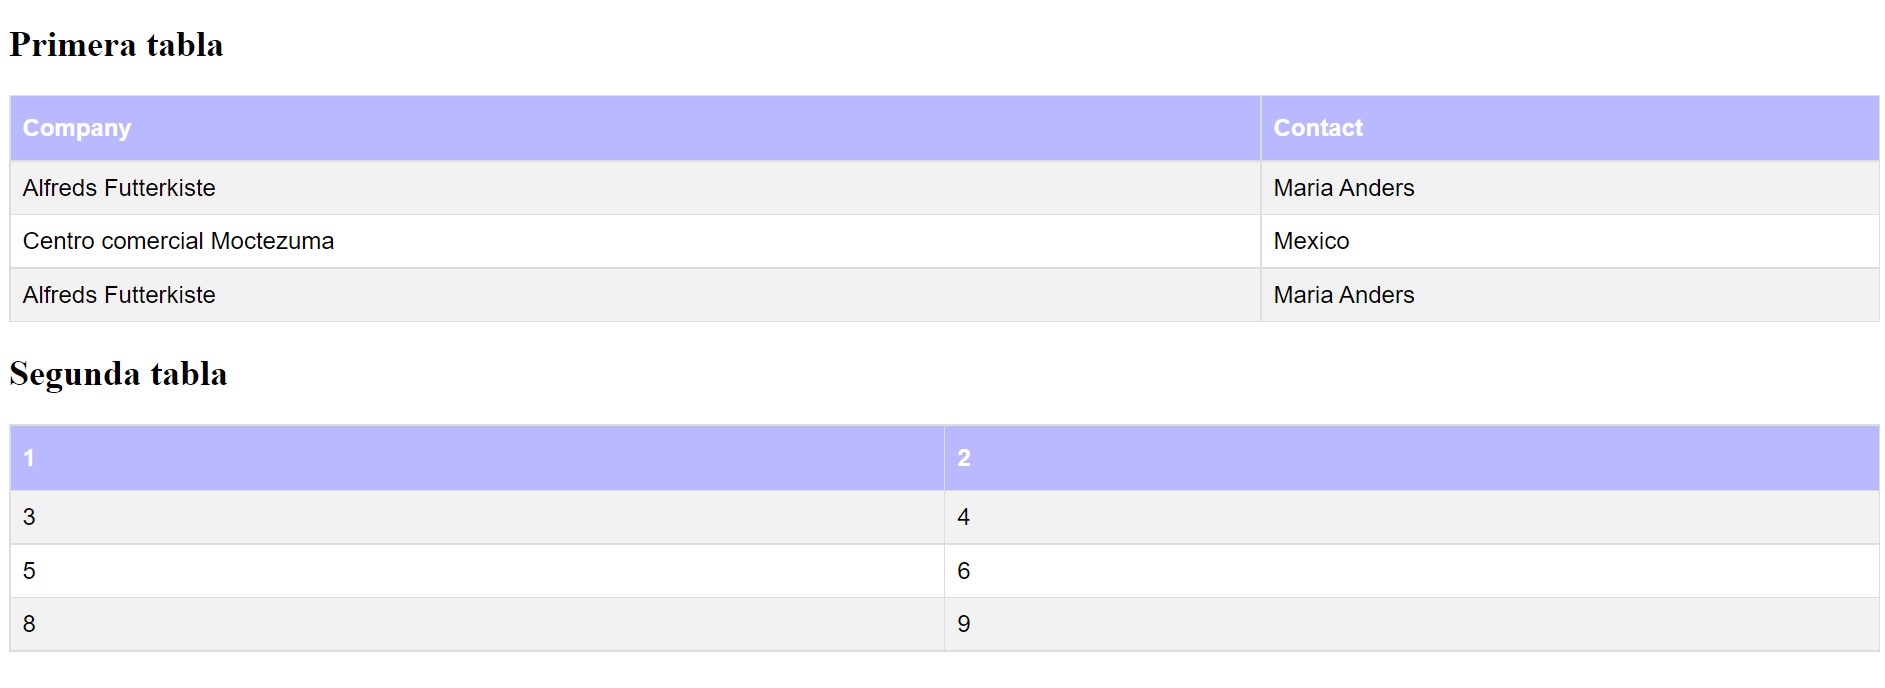 Primera tabla
Company Contact
Alfreds Futterkiste Maria Anders
Centro comercial Moctezuma Mexico
Alfreds Futterkiste Maria Anders
Segunda tabla
1 2
3 4
5 6
8 9